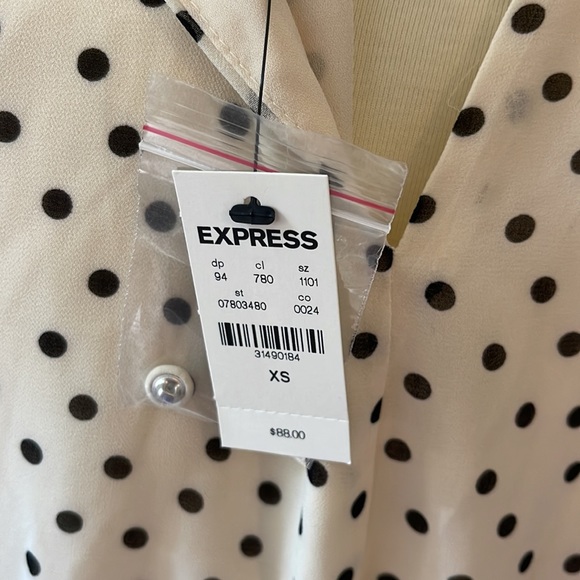 EXPRESS
dp cl sz
94 780 1101
st co
07803480 0024
31490184
XS
$88.00